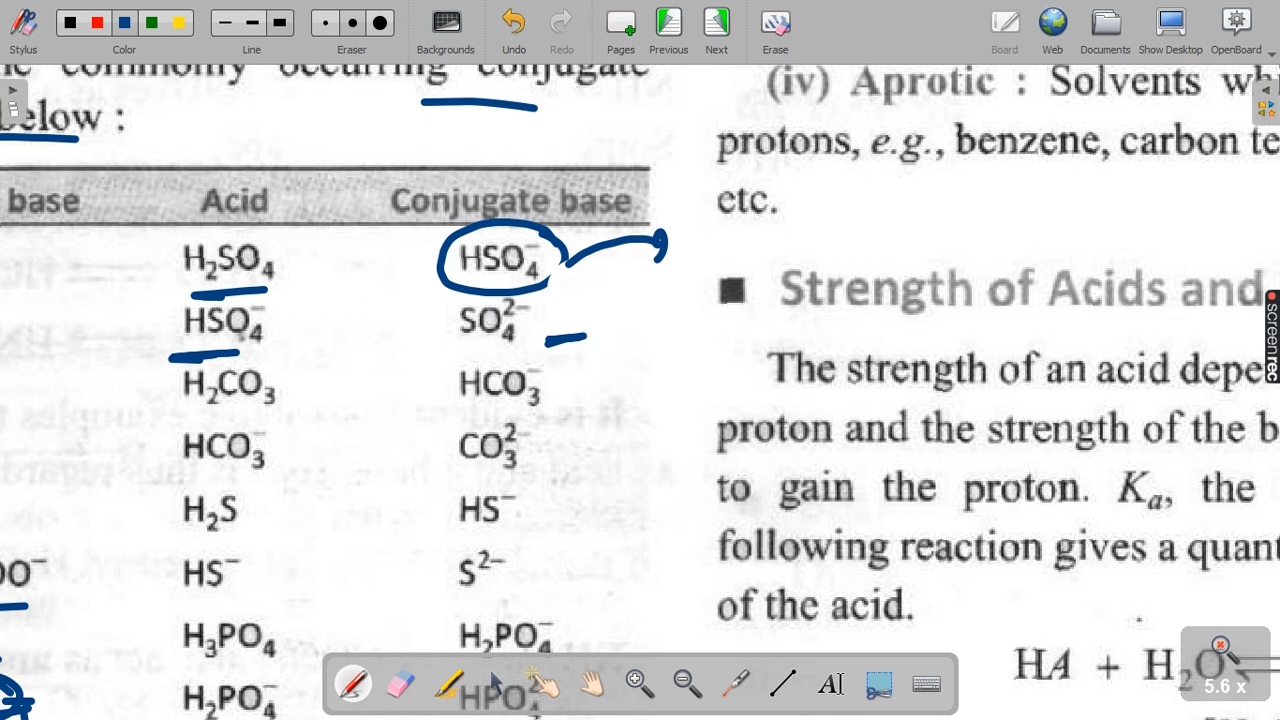 Stylus
Color
Line
Eraser
Backgrounds
Undo
Redo
Pages
Previous
Next
Erase
Board
Web
Documents
Show Desktop
OpenBoard
commonly occurring conjugate
below :
base Acid Conjugate base
H₂SO₄ HSO₄⁻
HSO₄⁻ SO₄²⁻
H₂CO₃ HCO₃⁻
HCO₃⁻ CO₃²⁻
H₂S HS⁻
OO⁻ HS⁻ S²⁻
H₃PO₄ H₂PO₄⁻
H₂PO₄⁻ HPO₄²⁻
(iv) Aprotic : Solvents wh
protons, e.g., benzene, carbon te
etc.
■ Strength of Acids and
The strength of an acid depe
proton and the strength of the b
to gain the proton. Kₐ, the
following reaction gives a quant
of the acid.
HA + H₂O
5.6 x
screenrec